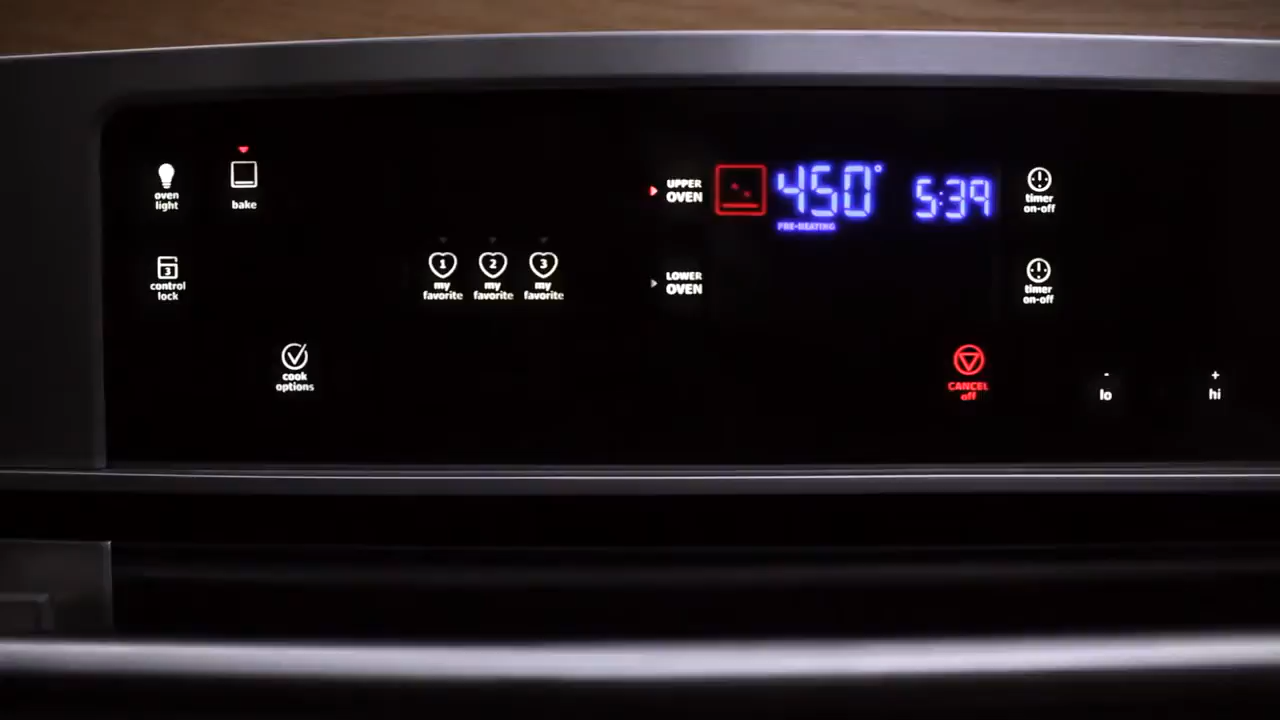 oven
light
bake
UPPER
OVEN
450°
PRE-HEATING
5:39
timer
on-off
3
control
lock
1
my
favorite
2
my
favorite
3
my
favorite
LOWER
OVEN
timer
on-off
cook
options
CANCEL
off
-
lo
+
hi